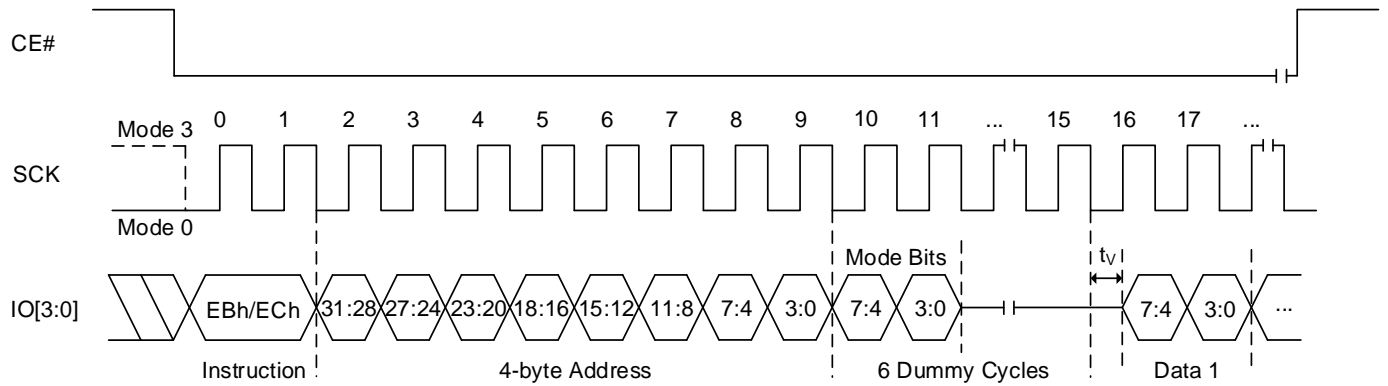 CE#
Mode 3 0 1 2 3 4 5 6 7 8 9 10 11 ... 15 16 17 ...
SCK
Mode 0
Mode Bits tV
IO[3:0] EBh/ECh 31:28 27:24 23:20 18:16 15:12 11:8 7:4 3:0 7:4 3:0 7:4 3:0 ...
Instruction 4-byte Address 6 Dummy Cycles Data 1